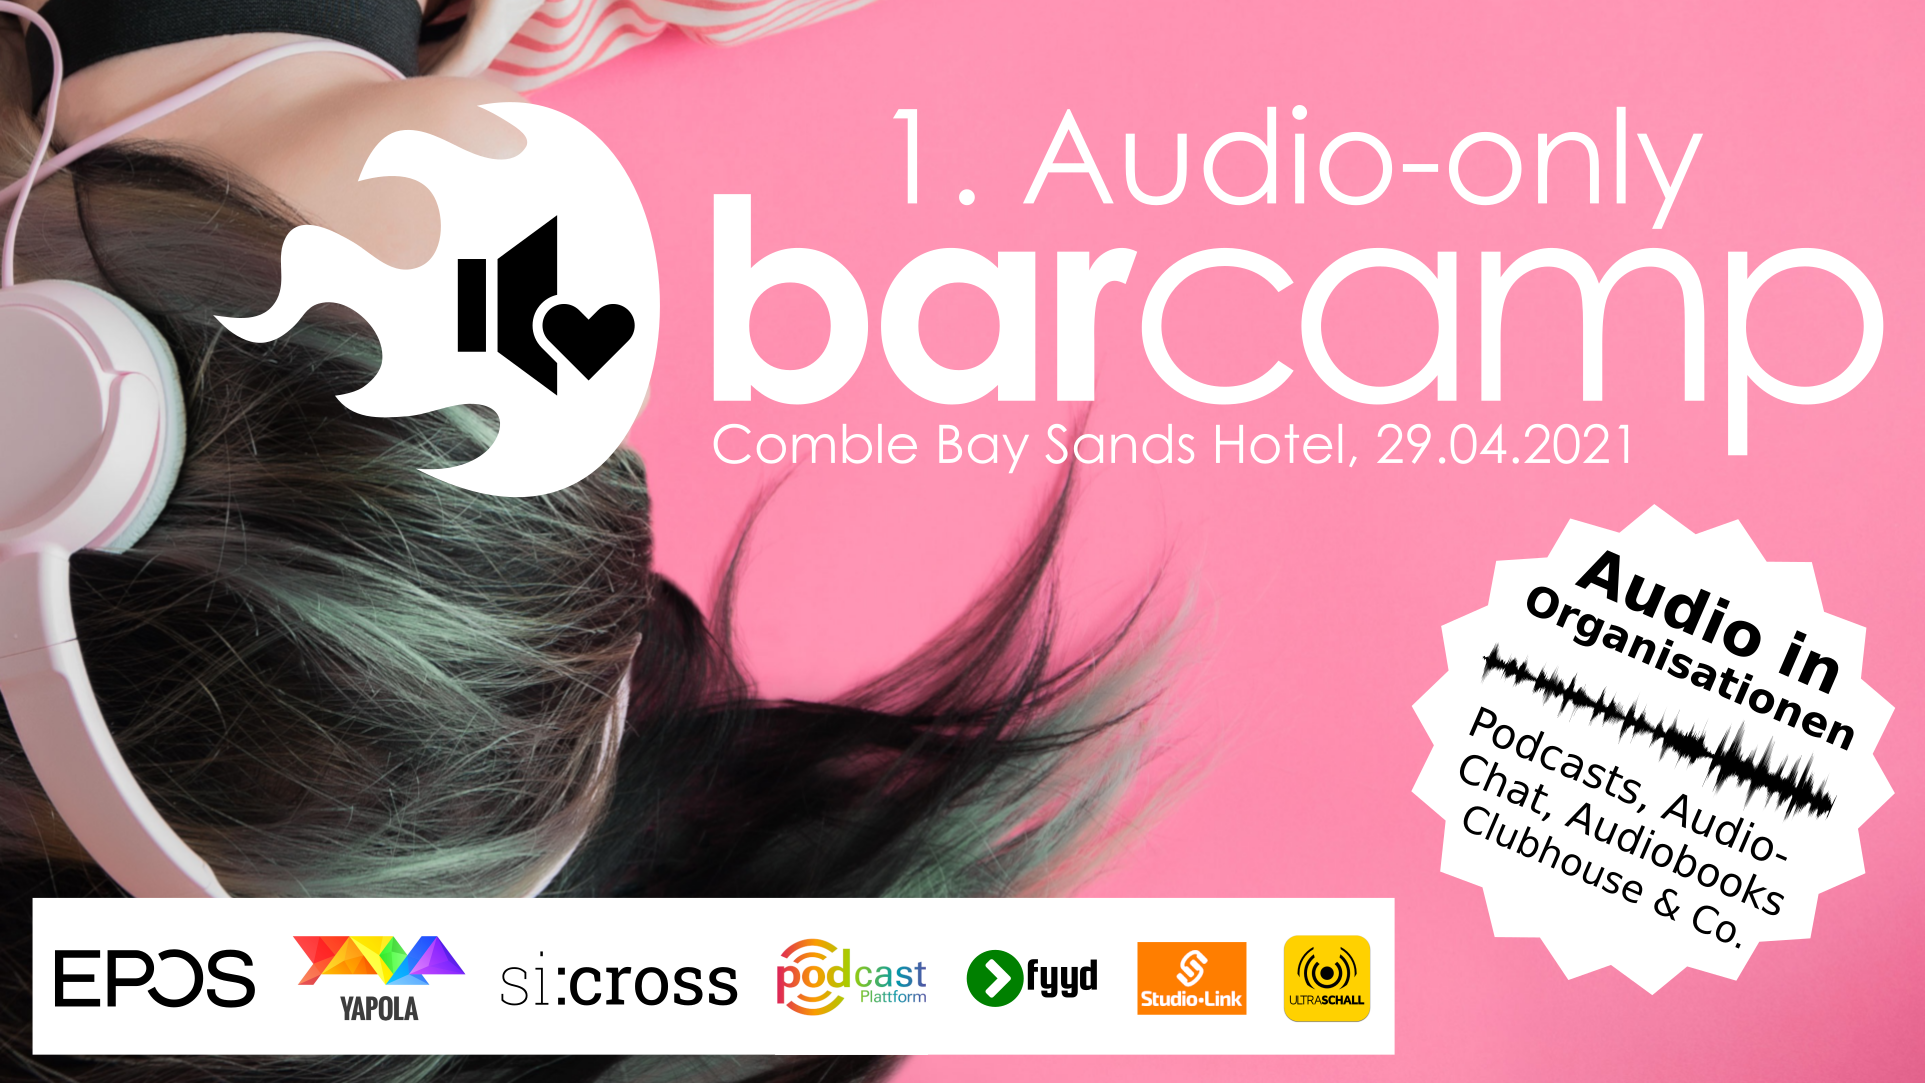 1. Audio-only
barcamp
Comble Bay Sands Hotel, 29.04.2021
Audio in
Organisationen
Podcasts, Audio-
Chat, Audiobooks
Clubhouse & Co.
EPOS
YAPOLA
si:cross
podcast
Plattform
fyyd
Studio•Link
ULTRASCHALL